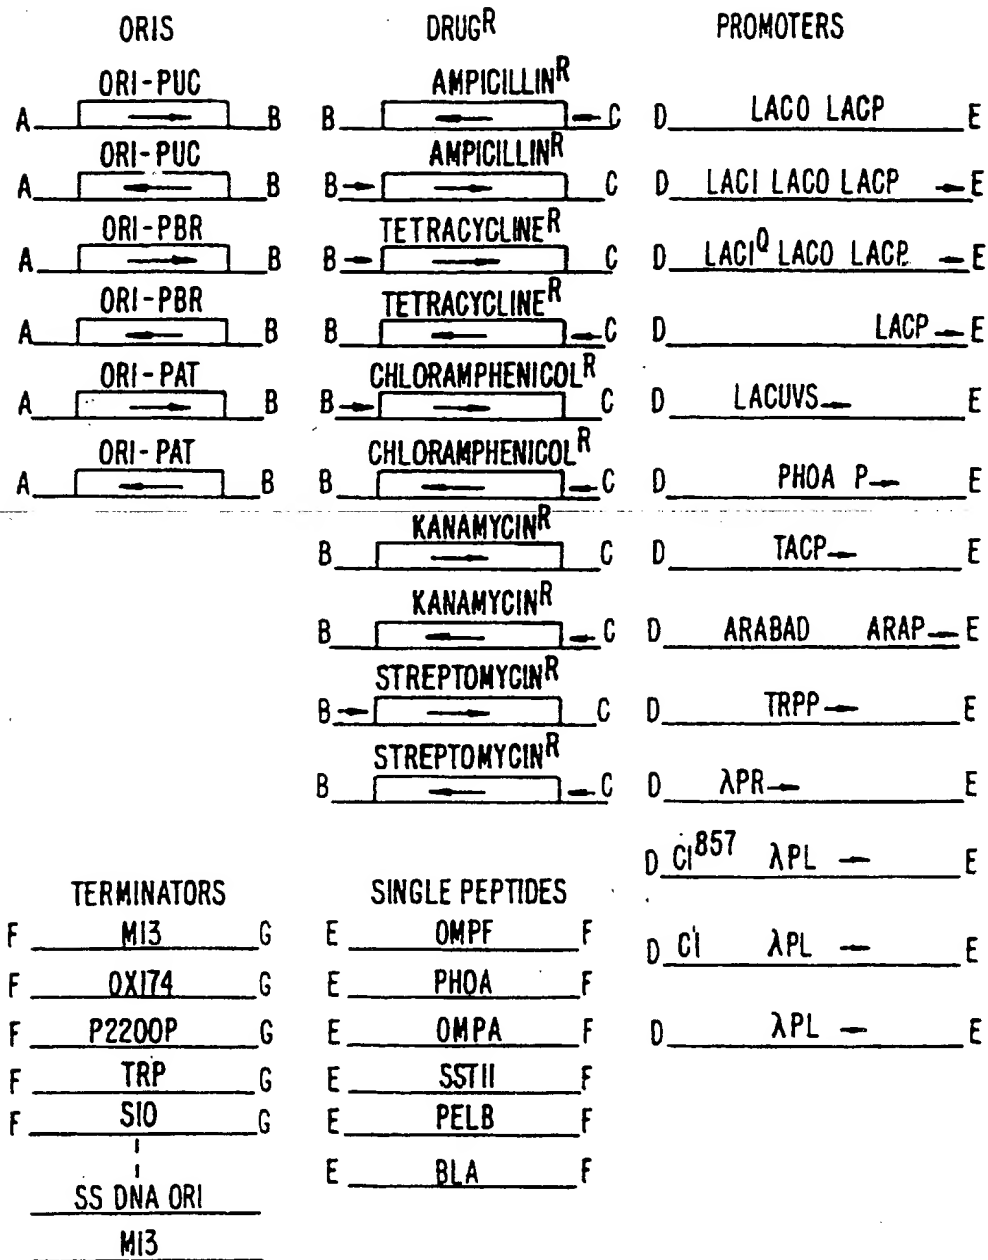 ORIS
ORI-PUC
A B
ORI-PUC
A B
ORI-PBR
A B
ORI-PBR
A B
ORI-PAT
A B
ORI-PAT
A B
DRUGR
AMPICILLINR
B C
AMPICILLINR
B C
TETRACYCLINER
B C
TETRACYCLINER
B C
CHLORAMPHENICOLR
B C
CHLORAMPHENICOLR
B C
KANAMYCINR
B C
KANAMYCINR
B C
STREPTOMYCINR
B C
STREPTOMYCINR
B C
PROMOTERS
D LACO LACP E
D LACI LACO LACP E
D LACIQ LACO LACP E
D LACP E
D LACUVS E
D PHOA P E
D TACP E
D ARABAD ARAP E
D TRPP E
D λPR E
D CI857 λPL E
D CI λPL E
D λPL E
TERMINATORS
F M13 G
F OX174 G
F P2200P G
F TRP G
F S10 G
SS DNA ORI
M13
SINGLE PEPTIDES
E OMPF F
E PHOA F
E OMPA F
E SSTII F
E PELB F
E BLA F